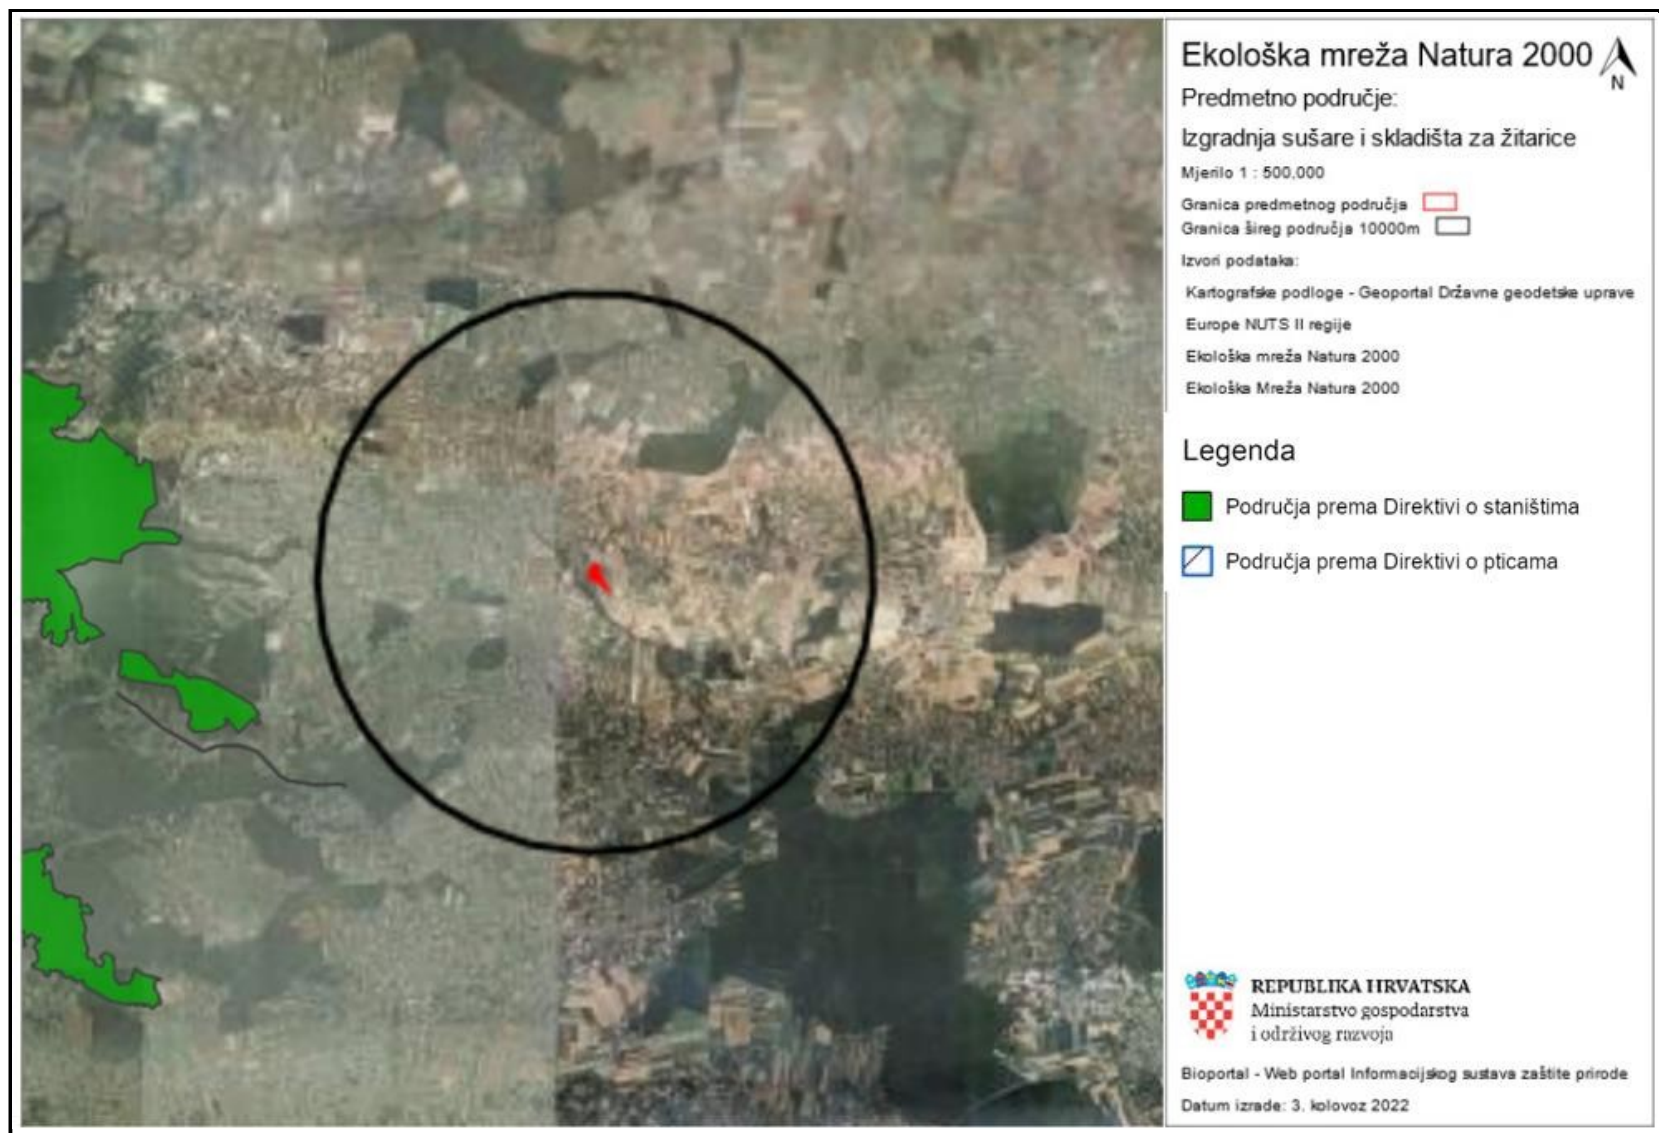 Ekološka mreža Natura 2000
N
Predmetno područje:
Izgradnja sušare i skladišta za žitarice
Mjerilo 1 : 500,000
Granica predmetnog područja
Granica šireg područja 10000m
Izvori podataka:
Kartografske podloge - Geoportal Državne geodetske uprave
Europe NUTS II regije
Ekološka mreža Natura 2000
Ekološka Mreža Natura 2000
Legenda
Područja prema Direktivi o staništima
Područja prema Direktivi o pticama
REPUBLIKA HRVATSKA
Ministarstvo gospodarstva
i održivog razvoja
Bioportal - Web portal Informacijskog sustava zaštite prirode
Datum izrade: 3. kolovoz 2022